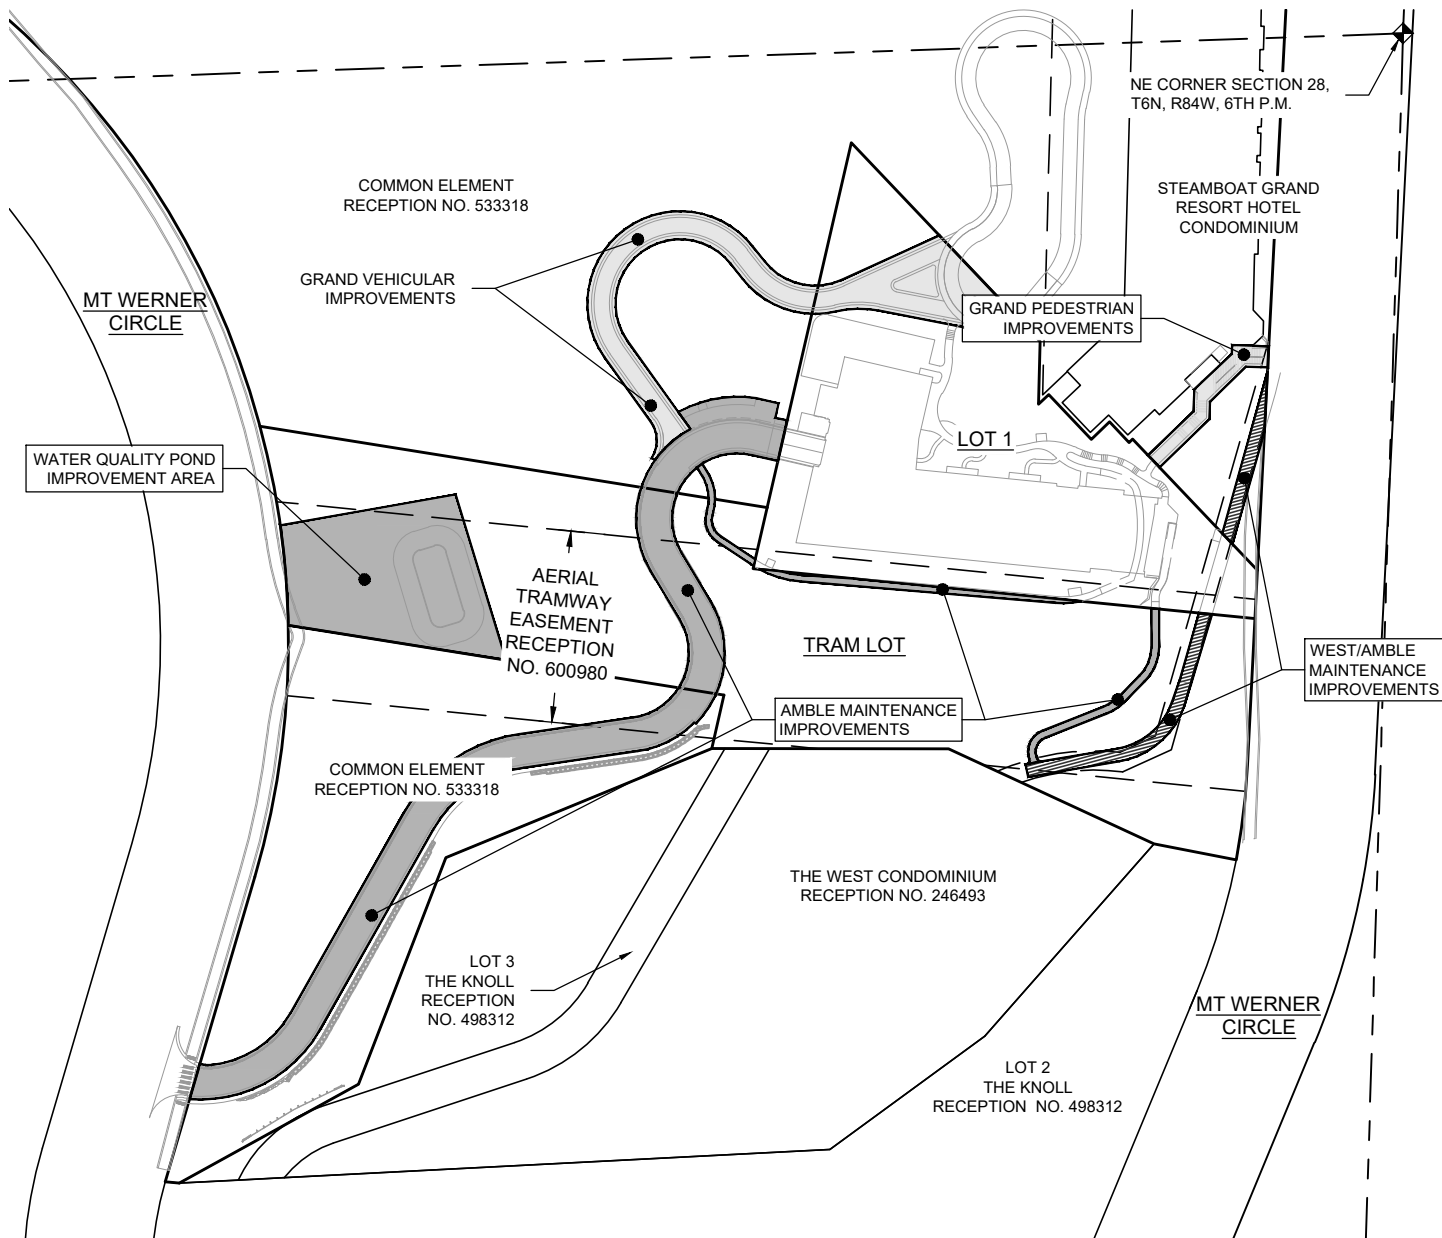 NE CORNER SECTION 28,
T6N, R84W, 6TH P.M.
COMMON ELEMENT
RECEPTION NO. 533318
STEAMBOAT GRAND
RESORT HOTEL
CONDOMINIUM
GRAND VEHICULAR
IMPROVEMENTS
MT WERNER
CIRCLE
GRAND PEDESTRIAN
IMPROVEMENTS
LOT 1
WATER QUALITY POND
IMPROVEMENT AREA
AERIAL
TRAMWAY
EASEMENT
RECEPTION
NO. 600980
TRAM LOT
WEST/AMBLE
MAINTENANCE
IMPROVEMENTS
AMBLE MAINTENANCE
IMPROVEMENTS
COMMON ELEMENT
RECEPTION NO. 533318
THE WEST CONDOMINIUM
RECEPTION NO. 246493
LOT 3
THE KNOLL
RECEPTION
NO. 498312
MT WERNER
CIRCLE
LOT 2
THE KNOLL
RECEPTION NO. 498312